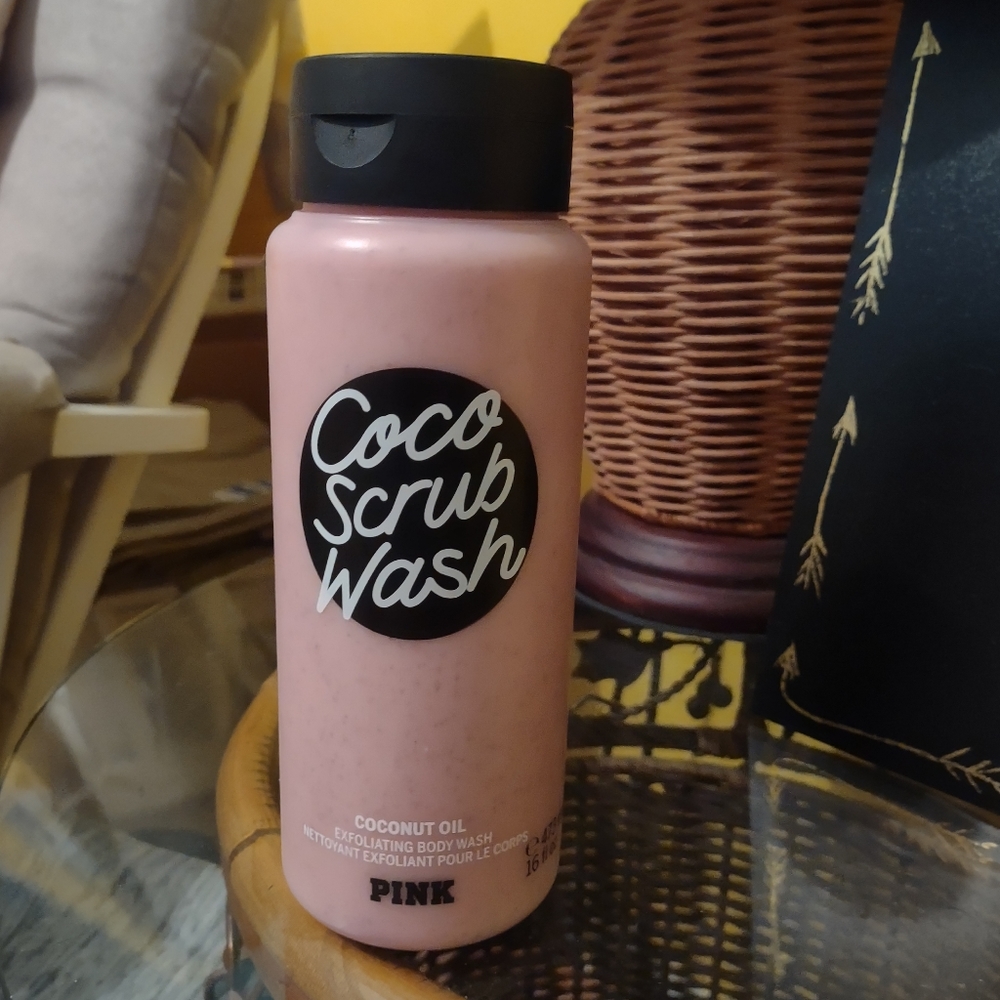 Coco
Scrub
Wash
COCONUT OIL
EXFOLIATING BODY WASH
NETTOYANT EXFOLIANT POUR LE CORPS
16 fl oz
PINK